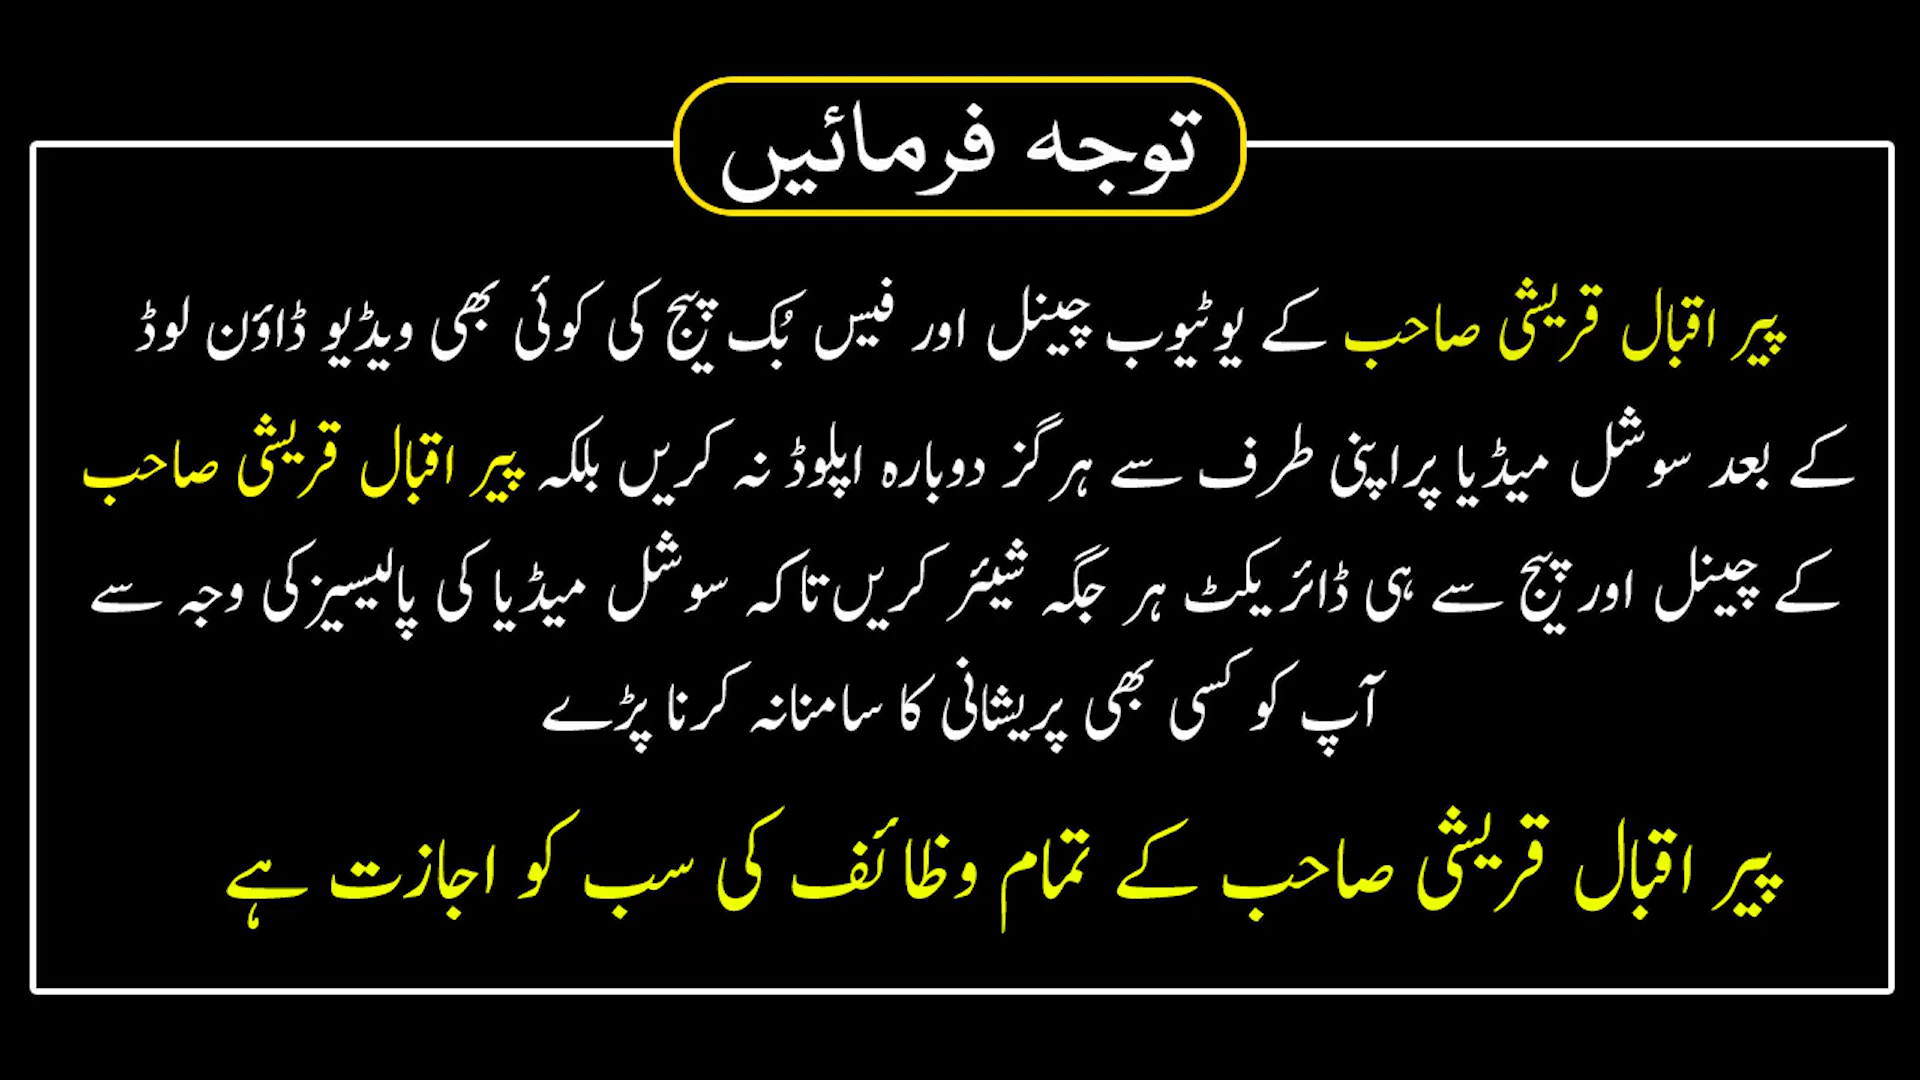 توجہ فرمائیں
پیر اقبال قریشی صاحب کے یوٹیوب چینل اور فیس بُک پیج کی کوئی بھی ویڈیو ڈاؤن لوڈ
کے بعد سوشل میڈیا پر اپنی طرف سے ہرگز دوبارہ اپلوڈ نہ کریں بلکہ پیر اقبال قریشی صاحب
کے چینل اور پیج سے ہی ڈائریکٹ ہر جگہ شیئر کریں تاکہ سوشل میڈیا کی پالیسیز کی وجہ سے
آپ کو کسی بھی پریشانی کا سامنا نہ کرنا پڑے
پیر اقبال قریشی صاحب کے تمام وظائف کی سب کو اجازت ہے